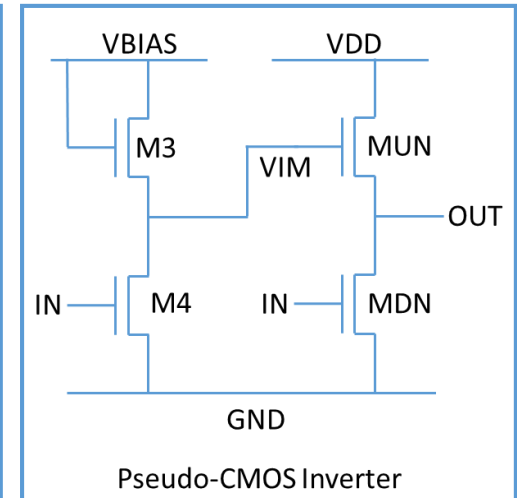 VBIAS
VDD
M3
MUN
VIM
OUT
IN
M4
IN
MDN
GND
Pseudo-CMOS Inverter